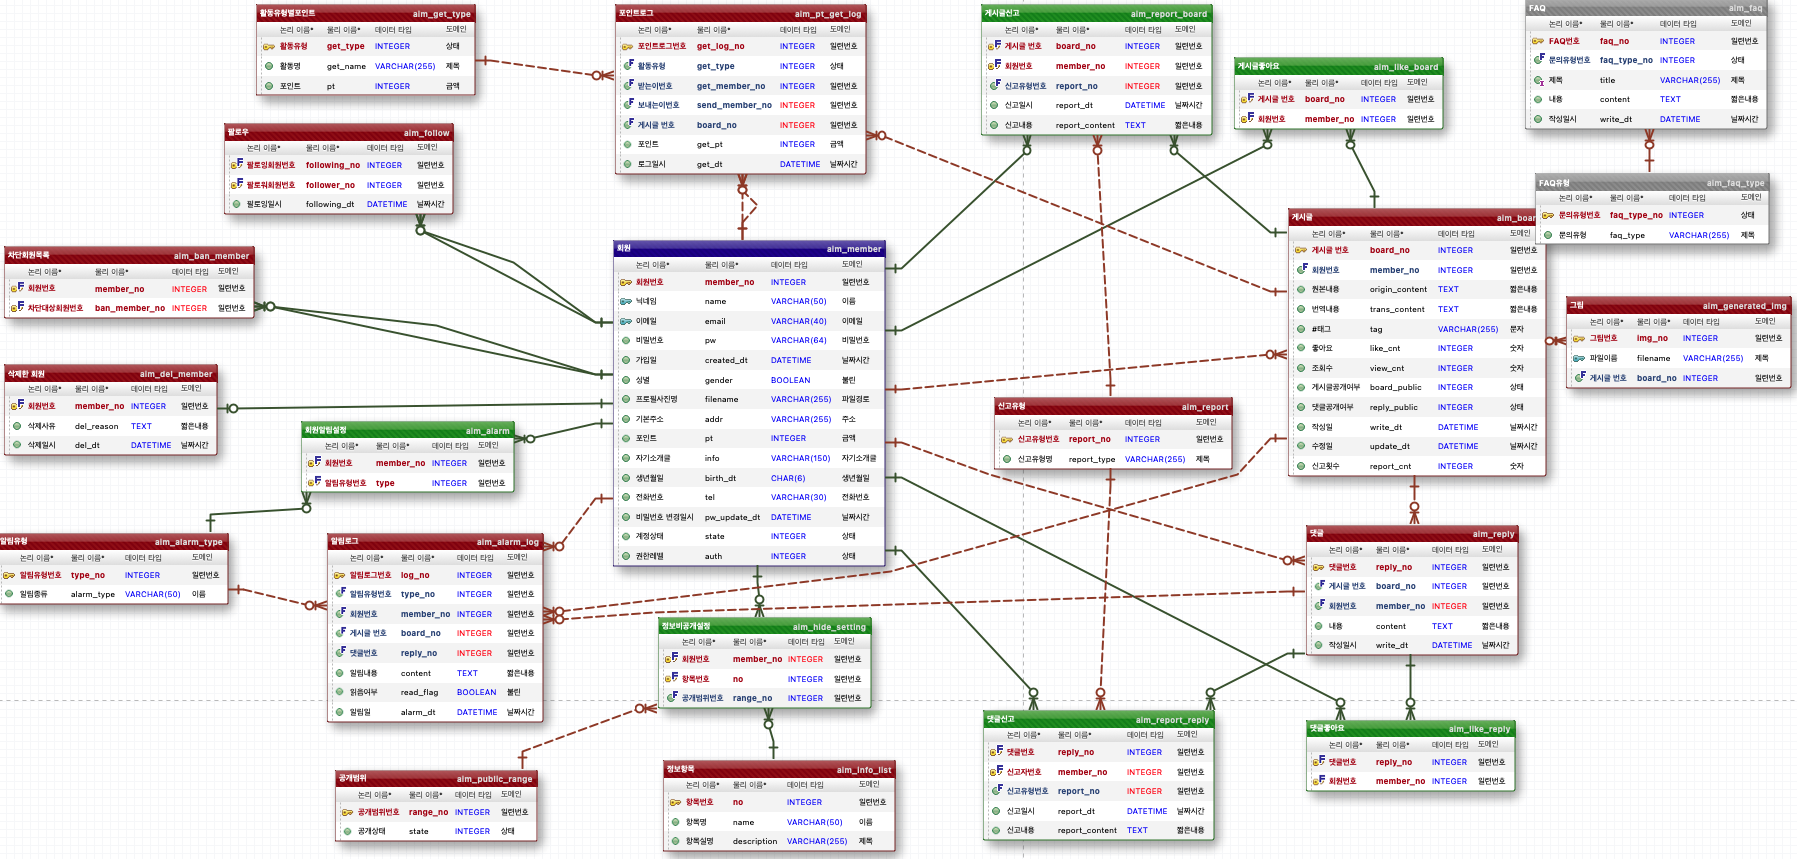 활동유형별포인트 aim_get_type
논리 이름* 물리 이름* 데이터 타입 도메인
활동유형 get_type INTEGER 상태
활동명 get_name VARCHAR(255) 제목
포인트 pt INTEGER 금액
포인트로그 aim_pt_get_log
논리 이름* 물리 이름* 데이터 타입 도메인
포인트로그번호 get_log_no INTEGER 일련번호
활동유형 get_type INTEGER 상태
받는이번호 get_member_no INTEGER 일련번호
보내는이번호 send_member_no INTEGER 일련번호
게시글 번호 board_no INTEGER 일련번호
포인트 get_pt INTEGER 금액
로그일시 get_dt DATETIME 날짜시간
게시글신고 aim_report_board
논리 이름* 물리 이름* 데이터 타입 도메인
게시글 번호 board_no INTEGER 일련번호
회원번호 member_no INTEGER 일련번호
신고유형번호 report_no INTEGER 일련번호
신고일시 report_dt DATETIME 날짜시간
신고내용 report_content TEXT 짧은내용
게시글좋아요 aim_like_board
논리 이름* 물리 이름* 데이터 타입 도메인
게시글 번호 board_no INTEGER 일련번호
회원번호 member_no INTEGER 일련번호
FAQ aim_faq
논리 이름* 물리 이름* 데이터 타입 도메인
FAQ번호 faq_no INTEGER 일련번호
문의유형번호 faq_type_no INTEGER 상태
제목 title VARCHAR(255) 제목
내용 content TEXT 짧은내용
작성일시 write_dt DATETIME 날짜시간
FAQ유형 aim_faq_type
논리 이름* 물리 이름* 데이터 타입 도메인
문의유형번호 faq_type_no INTEGER 상태
문의유형 faq_type VARCHAR(255) 제목
팔로우 aim_follow
논리 이름* 물리 이름* 데이터 타입 도메인
팔로잉회원번호 following_no INTEGER 일련번호
팔로워회원번호 follower_no INTEGER 일련번호
팔로잉일시 following_dt DATETIME 날짜시간
차단회원목록 aim_ban_member
논리 이름* 물리 이름* 데이터 타입 도메인
회원번호 member_no INTEGER 일련번호
차단대상회원번호 ban_member_no INTEGER 일련번호
삭제한 회원 aim_del_member
논리 이름* 물리 이름* 데이터 타입 도메인
회원번호 member_no INTEGER 일련번호
삭제사유 del_reason TEXT 짧은내용
삭제일시 del_dt DATETIME 날짜시간
회원 aim_member
논리 이름* 물리 이름* 데이터 타입 도메인
회원번호 member_no INTEGER 일련번호
닉네임 name VARCHAR(50) 이름
이메일 email VARCHAR(40) 이메일
비밀번호 pw VARCHAR(64) 비밀번호
가입일 created_dt DATETIME 날짜시간
성별 gender BOOLEAN 불린
프로필사진명 filename VARCHAR(255) 파일경로
기본주소 addr VARCHAR(255) 주소
포인트 pt INTEGER 금액
자기소개글 info VARCHAR(150) 자기소개글
생년월일 birth_dt CHAR(6) 생년월일
전화번호 tel VARCHAR(30) 전화번호
비밀번호 변경일시 pw_update_dt DATETIME 날짜시간
계정상태 state INTEGER 상태
권한레벨 auth INTEGER 상태
게시글 aim_boar
논리 이름* 물리 이름* 데이터 타입 도메인
게시글 번호 board_no INTEGER 일련번호
회원번호 member_no INTEGER 일련번호
원본내용 origin_content TEXT 짧은내용
번역내용 trans_content TEXT 짧은내용
#태그 tag VARCHAR(255) 문자
좋아요 like_cnt INTEGER 숫자
조회수 view_cnt INTEGER 숫자
게시글공개여부 board_public INTEGER 상태
댓글공개여부 reply_public INTEGER 상태
작성일 write_dt DATETIME 날짜시간
수정일 update_dt DATETIME 날짜시간
신고횟수 report_cnt INTEGER 숫자
그림 aim_generated_img
논리 이름* 물리 이름* 데이터 타입 도메인
그림번호 img_no INTEGER 일련번호
파일이름 filename VARCHAR(255) 제목
게시글 번호 board_no INTEGER 일련번호
신고유형 aim_report
논리 이름* 물리 이름* 데이터 타입 도메인
신고유형번호 report_no INTEGER 일련번호
신고유형명 report_type VARCHAR(255) 제목
회원알림설정 aim_alarm
논리 이름* 물리 이름* 데이터 타입 도메인
회원번호 member_no INTEGER 일련번호
알림유형번호 type INTEGER 일련번호
알림유형 aim_alarm_type
논리 이름* 물리 이름* 데이터 타입 도메인
알림유형번호 type_no INTEGER 일련번호
알림종류 alarm_type VARCHAR(50) 이름
알림로그 aim_alarm_log
논리 이름* 물리 이름* 데이터 타입 도메인
알림로그번호 log_no INTEGER 일련번호
알림유형번호 type_no INTEGER 일련번호
회원번호 member_no INTEGER 일련번호
게시글 번호 board_no INTEGER 일련번호
댓글번호 reply_no INTEGER 일련번호
알림내용 content TEXT 짧은내용
읽음여부 read_flag BOOLEAN 불린
알림일 alarm_dt DATETIME 날짜시간
댓글 aim_reply
논리 이름* 물리 이름* 데이터 타입 도메인
댓글번호 reply_no INTEGER 일련번호
게시글 번호 board_no INTEGER 일련번호
회원번호 member_no INTEGER 일련번호
내용 content TEXT 짧은내용
작성일시 write_dt DATETIME 날짜시간
정보비공개설정 aim_hide_setting
논리 이름* 물리 이름* 데이터 타입 도메인
회원번호 member_no INTEGER 일련번호
항목번호 no INTEGER 일련번호
공개범위번호 range_no INTEGER 일련번호
공개범위 aim_public_range
논리 이름* 물리 이름* 데이터 타입 도메인
공개범위번호 range_no INTEGER 일련번호
공개상태 state INTEGER 상태
정보항목 aim_info_list
논리 이름* 물리 이름* 데이터 타입 도메인
항목번호 no INTEGER 일련번호
항목명 name VARCHAR(50) 이름
항목설명 description VARCHAR(255) 제목
댓글신고 aim_report_reply
논리 이름* 물리 이름* 데이터 타입 도메인
댓글번호 reply_no INTEGER 일련번호
신고자번호 member_no INTEGER 일련번호
신고유형번호 report_no INTEGER 일련번호
신고일시 report_dt DATETIME 날짜시간
신고내용 report_content TEXT 짧은내용
댓글좋아요 aim_like_reply
논리 이름* 물리 이름* 데이터 타입 도메인
댓글번호 reply_no INTEGER 일련번호
회원번호 member_no INTEGER 일련번호